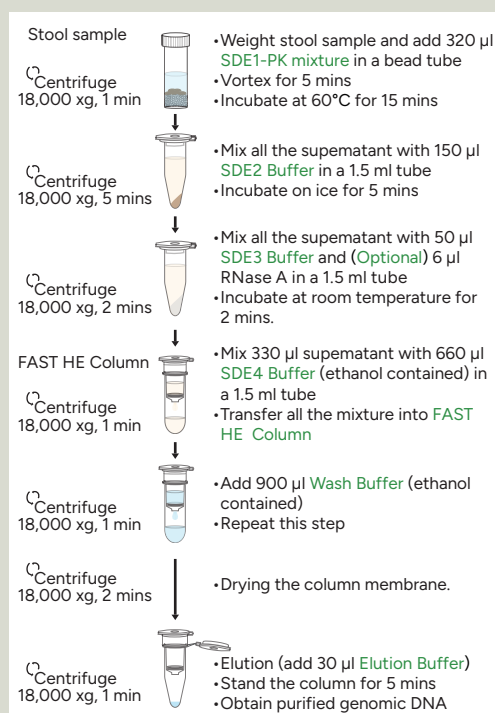 Stool sample
Centrifuge
18,000 xg, 1 min
•Weight stool sample and add 320 µl
SDE1-PK mixture in a bead tube
•Vortex for 5 mins
•Incubate at 60°C for 15 mins
Centrifuge
18,000 xg, 5 mins
•Mix all the supematant with 150 µl
SDE2 Buffer in a 1.5 ml tube
•Incubate on ice for 5 mins
Centrifuge
18,000 xg, 2 mins
•Mix all the supematant with 50 µl
SDE3 Buffer and (Optional) 6 µl
RNase A in a 1.5 ml tube
•Incubate at room temperature for
2 mins.
FAST HE Column
Centrifuge
18,000 xg, 1 min
•Mix 330 µl supematant with 660 µl
SDE4 Buffer (ethanol contained) in
a 1.5 ml tube
•Transfer all the mixture into FAST
HE Column
Centrifuge
18,000 xg, 1 min
•Add 900 µl Wash Buffer (ethanol
contained)
•Repeat this step
Centrifuge
18,000 xg, 2 mins
•Drying the column membrane.
Centrifuge
18,000 xg, 1 min
•Elution (add 30 µl Elution Buffer)
•Stand the column for 5 mins
•Obtain purified genomic DNA